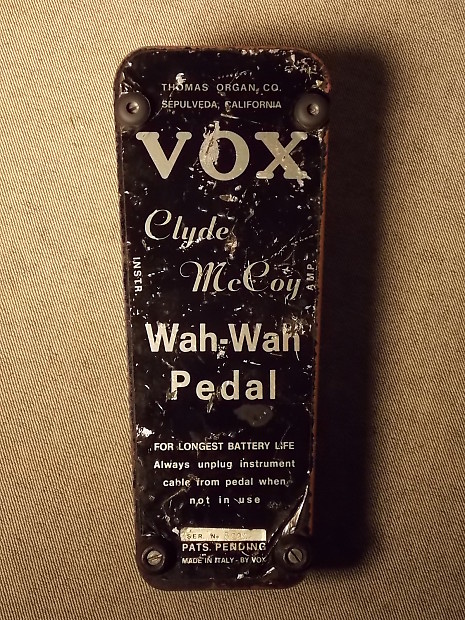 THOMAS ORGAN CO.
SEPULVEDA, CALIFORNIA
VOX
Clyde
McCoy
INSTR
AMP
Wah-Wah
Pedal
FOR LONGEST BATTERY LIFE
Always unplug instrument
cable from pedal when
not in use
SER. No.
PATS. PENDING
MADE IN ITALY - BY VOX